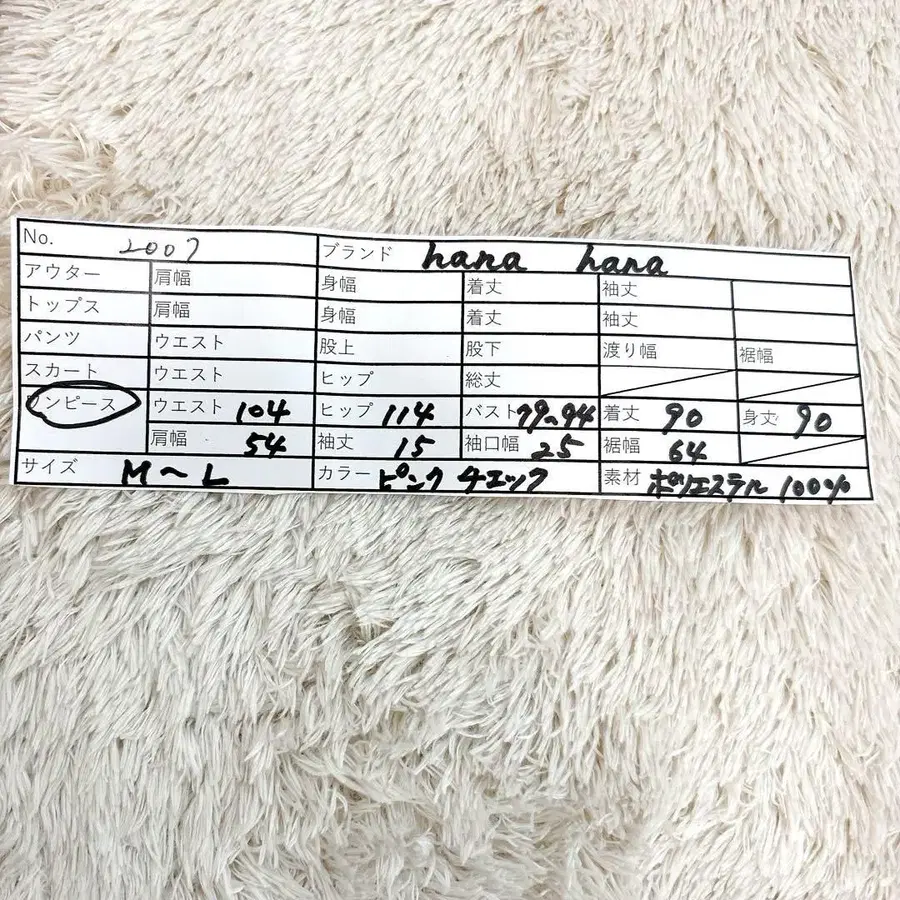 No. 2007 ブランド hana hana
アウター 肩幅 身幅 着丈 袖丈
トップス 肩幅 身幅 着丈 袖丈
パンツ ウエスト 股上 股下 渡り幅 裾幅
スカート ウエスト ヒップ 総丈
ワンピース ウエスト 104 ヒップ 114 バスト 79~94 着丈 90 身丈 90
肩幅 54 袖丈 15 袖口幅 25 裾幅 64
サイズ M～L カラー ピンクチェック 素材 ポリエステル 100%